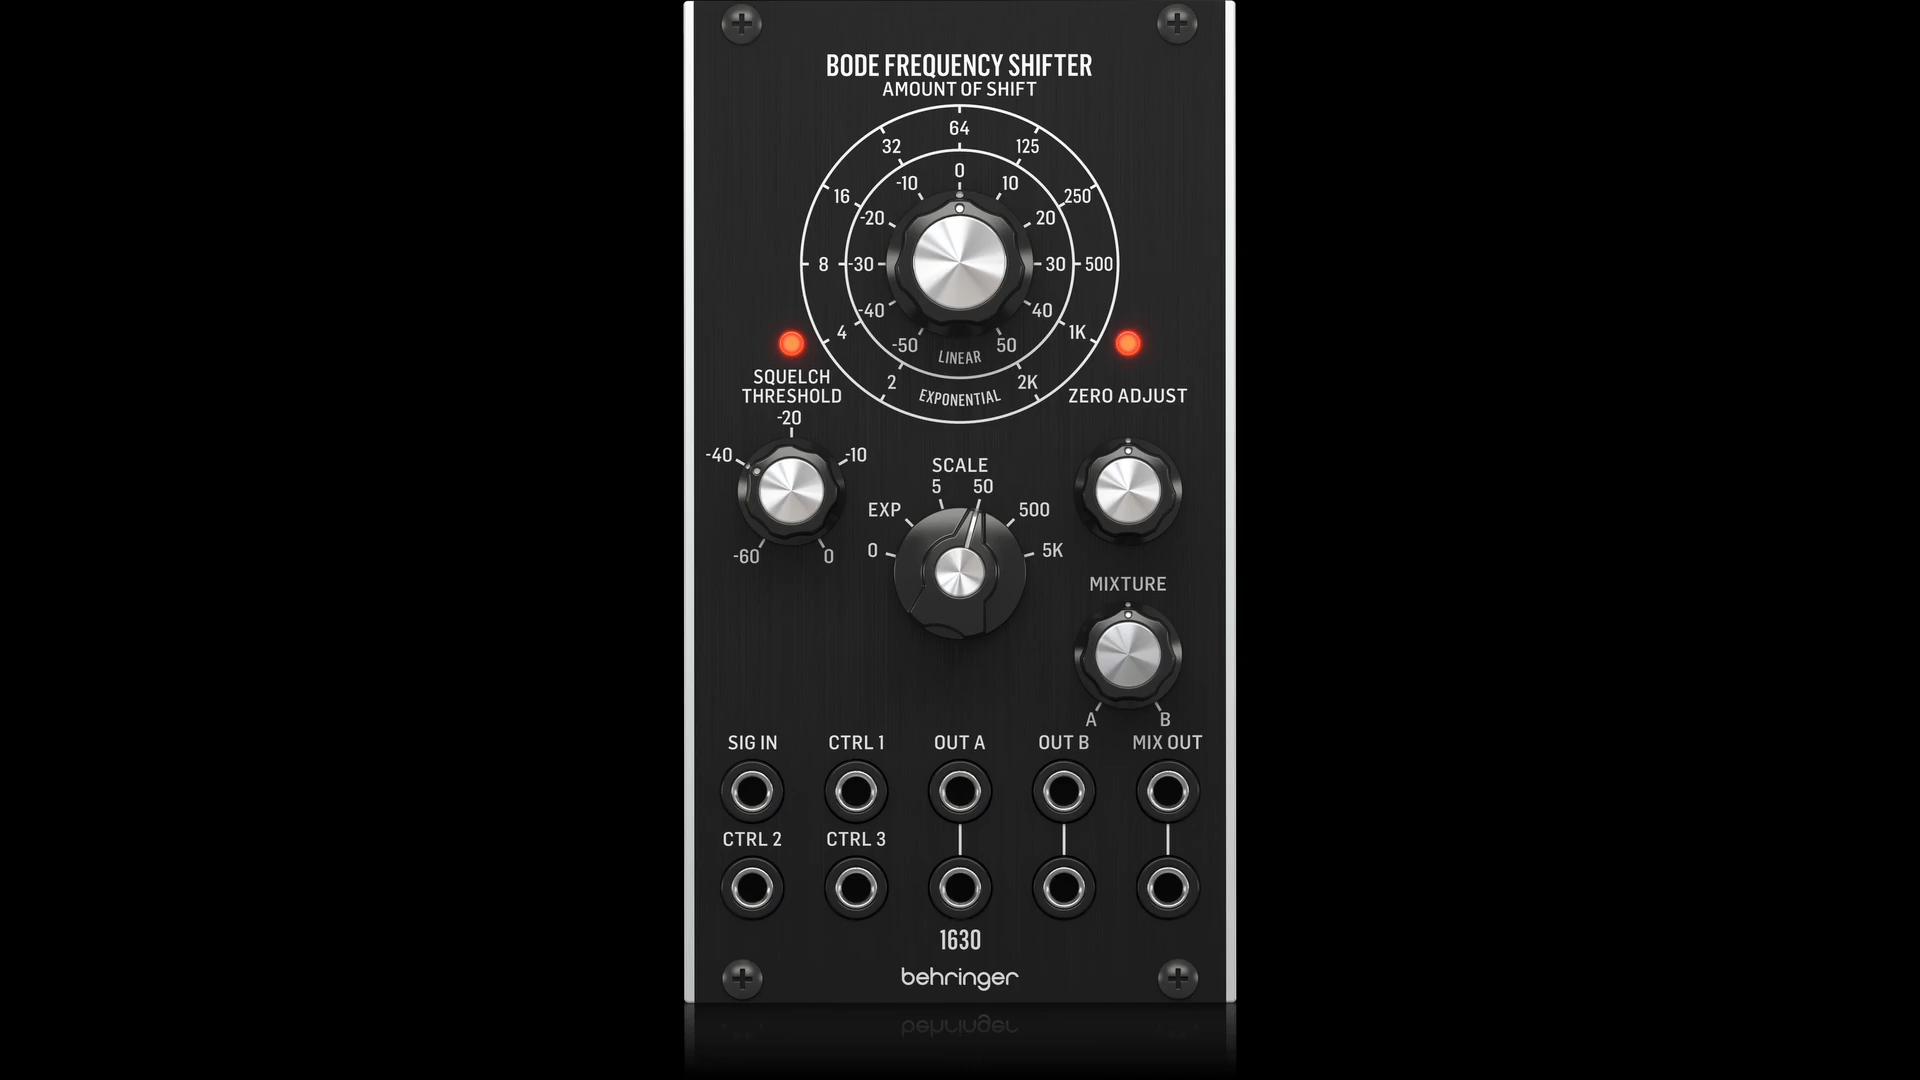 BODE FREQUENCY SHIFTER
AMOUNT OF SHIFT
64
32 125
0
-10 10
16 250
-20 20
8 -30 30 500
-40 40
4 1K
-50 LINEAR 50
2 EXPONENTIAL 2K
SQUELCH
THRESHOLD
ZERO ADJUST
-20
-40 -10
-60 0
SCALE
5 50
EXP 500
0 5K
MIXTURE
A B
SIG IN CTRL 1 OUT A OUT B MIX OUT
CTRL 2 CTRL 3
1630
behringer